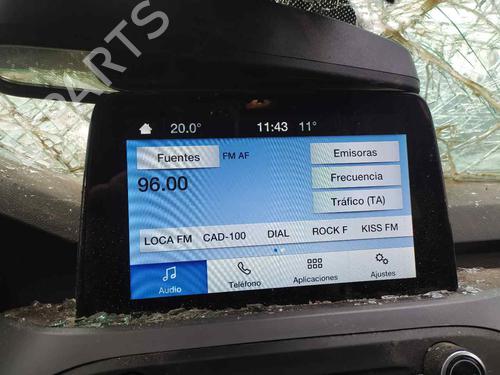 PARTS
20.0° 11:43 11°
Fuentes FM AF Emisoras
96.00 Frecuencia
Tráfico (TA)
LOCA FM CAD-100 DIAL ROCK F KISS FM
Audio Teléfono Aplicaciones Ajustes